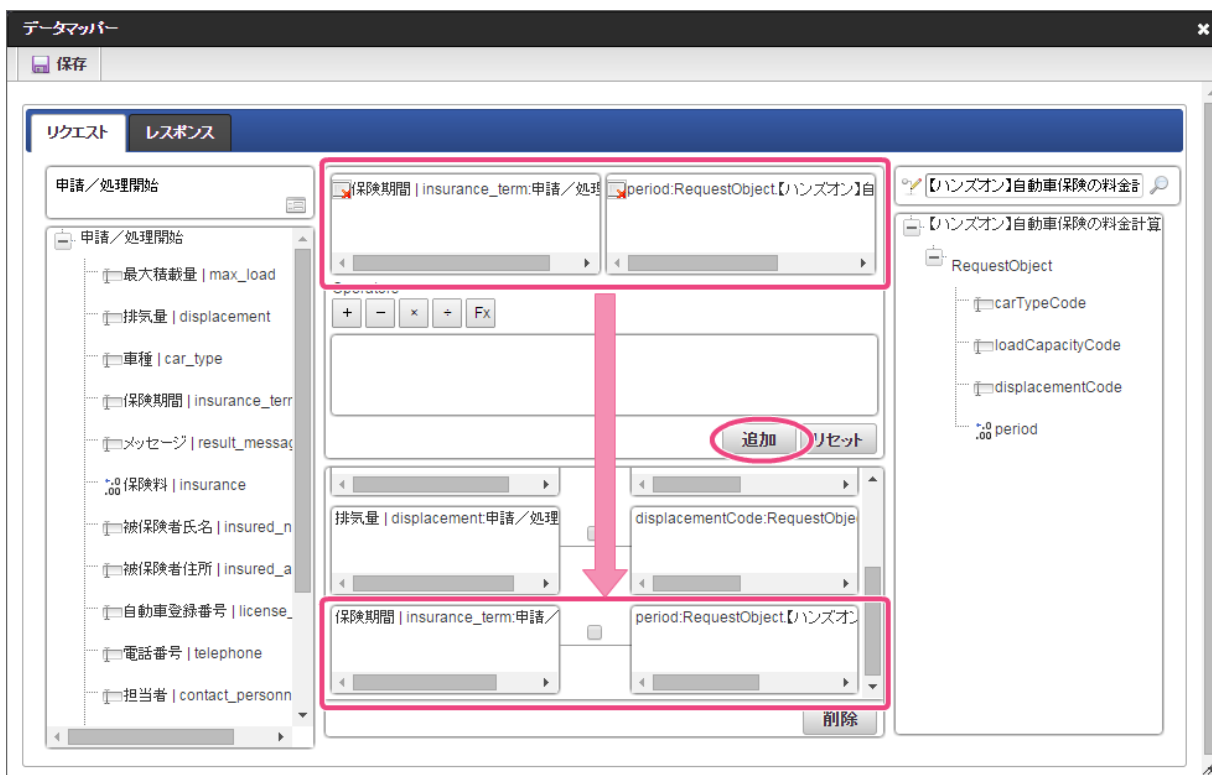 データマッパー
保存
リクエスト
レスポンス
申請／処理開始
申請／処理開始
最大積載量 | max_load
排気量 | displacement
車種 | car_type
保険期間 | insurance_terr
メッセージ | result_messag
保険料 | insurance
被保険者氏名 | insured_n
被保険者住所 | insured_a
自動車登録番号 | license_
電話番号 | telephone
担当者 | contact_personn
保険期間 | insurance_term:申請／処理
period:RequestObject.【ハンズオン】自
Operators
+ − × ÷ Fx
追加
リセット
排気量 | displacement:申請／処理
displacementCode:RequestObje
保険期間 | insurance_term:申請／
period:RequestObject.【ハンズオン
削除
【ハンズオン】自動車保険の料金計
【ハンズオン】自動車保険の料金計算
RequestObject
carTypeCode
loadCapacityCode
displacementCode
period